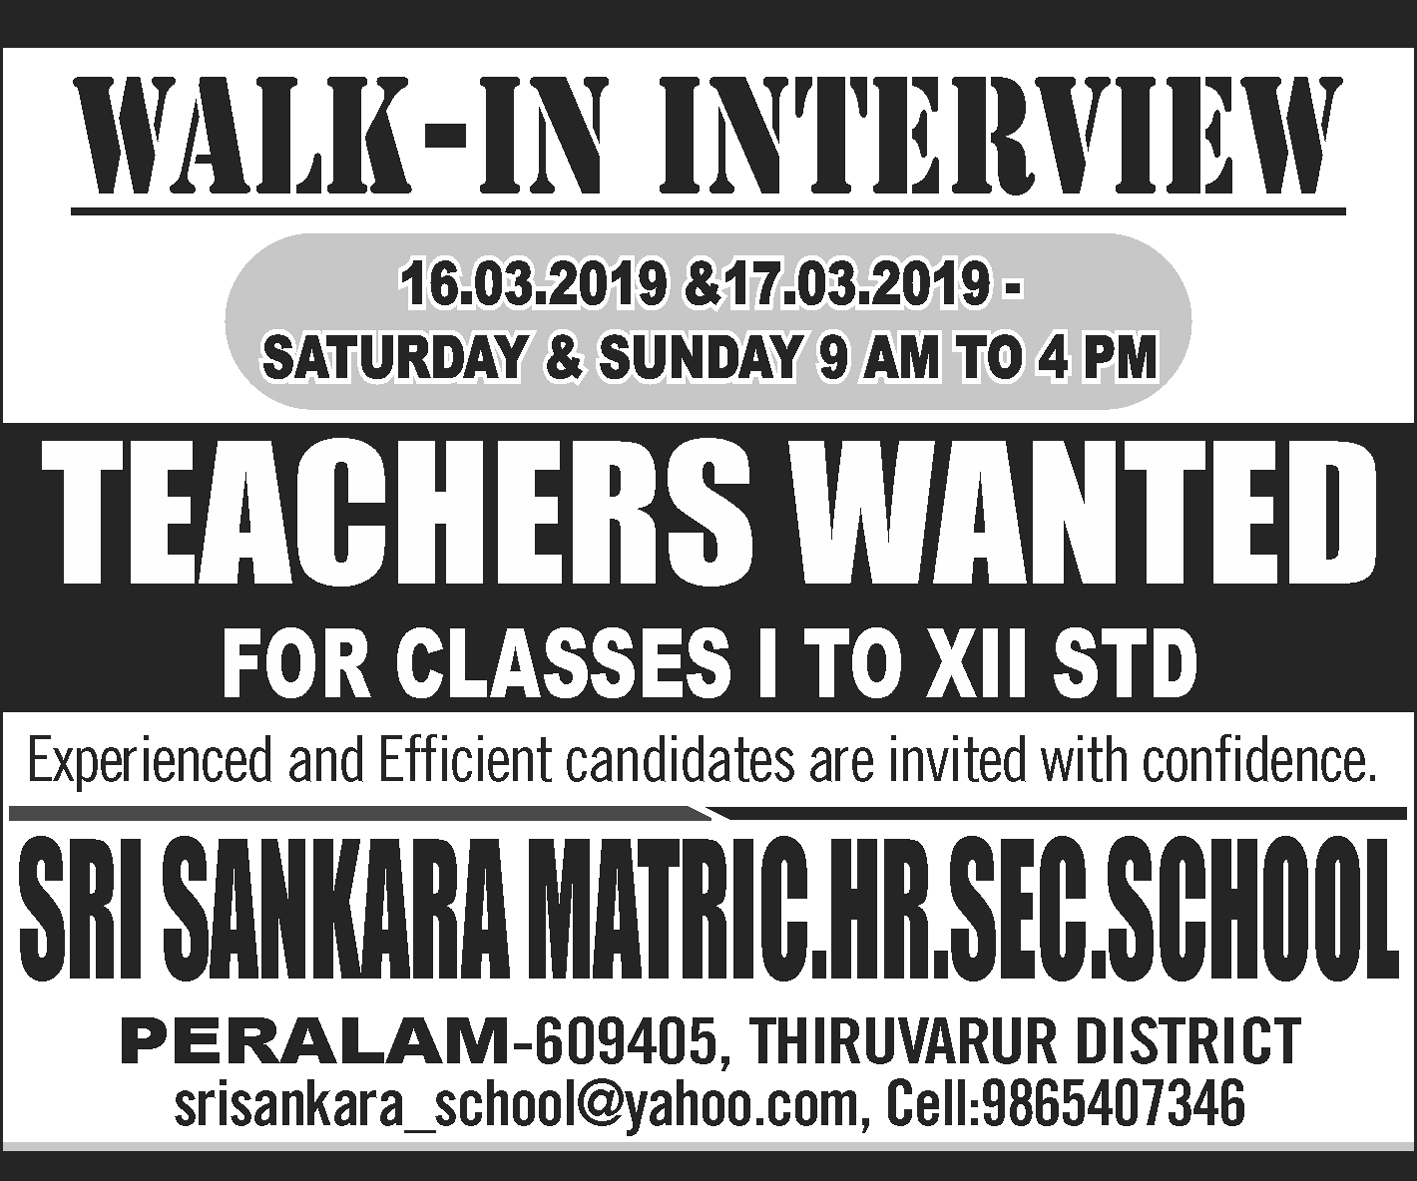 WALK-IN INTERVIEW
16.03.2019 &17.03.2019 -
SATURDAY & SUNDAY 9 AM TO 4 PM
TEACHERS WANTED
FOR CLASSES I TO XII STD
Experienced and Efficient candidates are invited with confidence.
SRI SANKARA MATRIC.HR.SEC.SCHOOL
PERALAM-609405, THIRUVARUR DISTRICT
srisankara_school@yahoo.com, Cell:9865407346